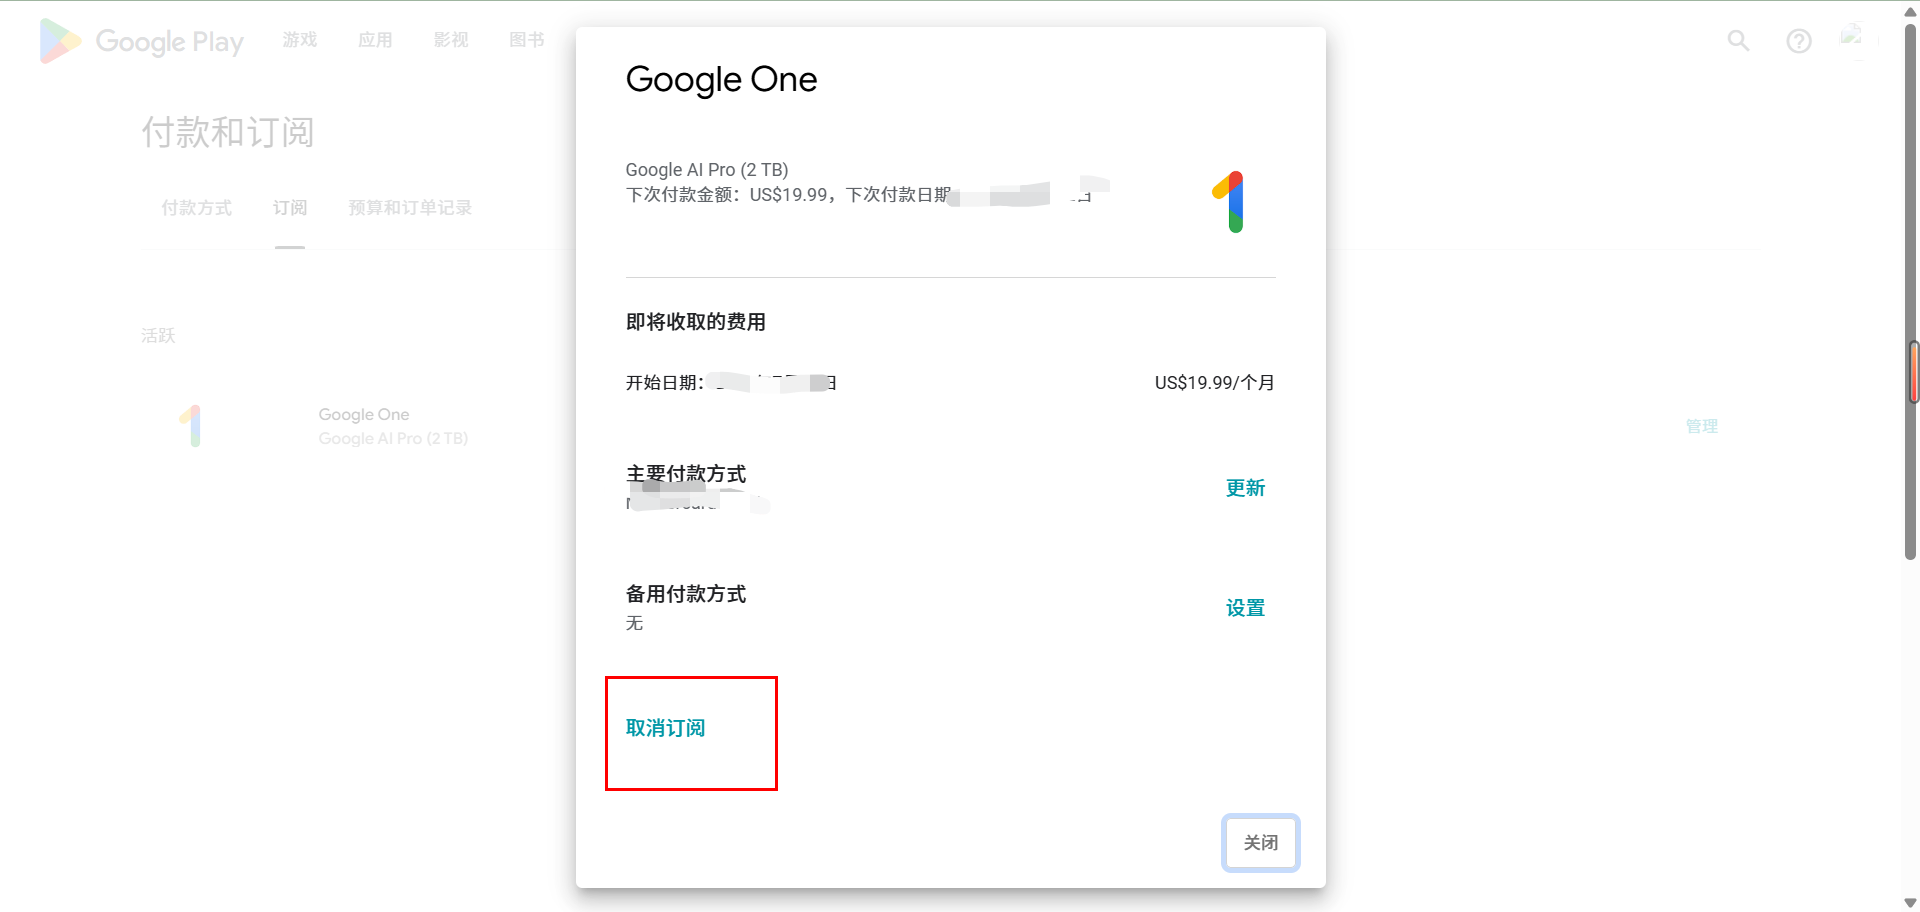 Google Play
游戏
应用
影视
图书
付款和订阅
付款方式
订阅
预算和订单记录
活跃
Google One
Google AI Pro (2 TB)
管理
Google One
Google AI Pro (2 TB)
下次付款金额：US$19.99，下次付款日期
日
即将收取的费用
开始日期：
日
US$19.99/个月
主要付款方式
更新
备用付款方式
无
设置
取消订阅
关闭